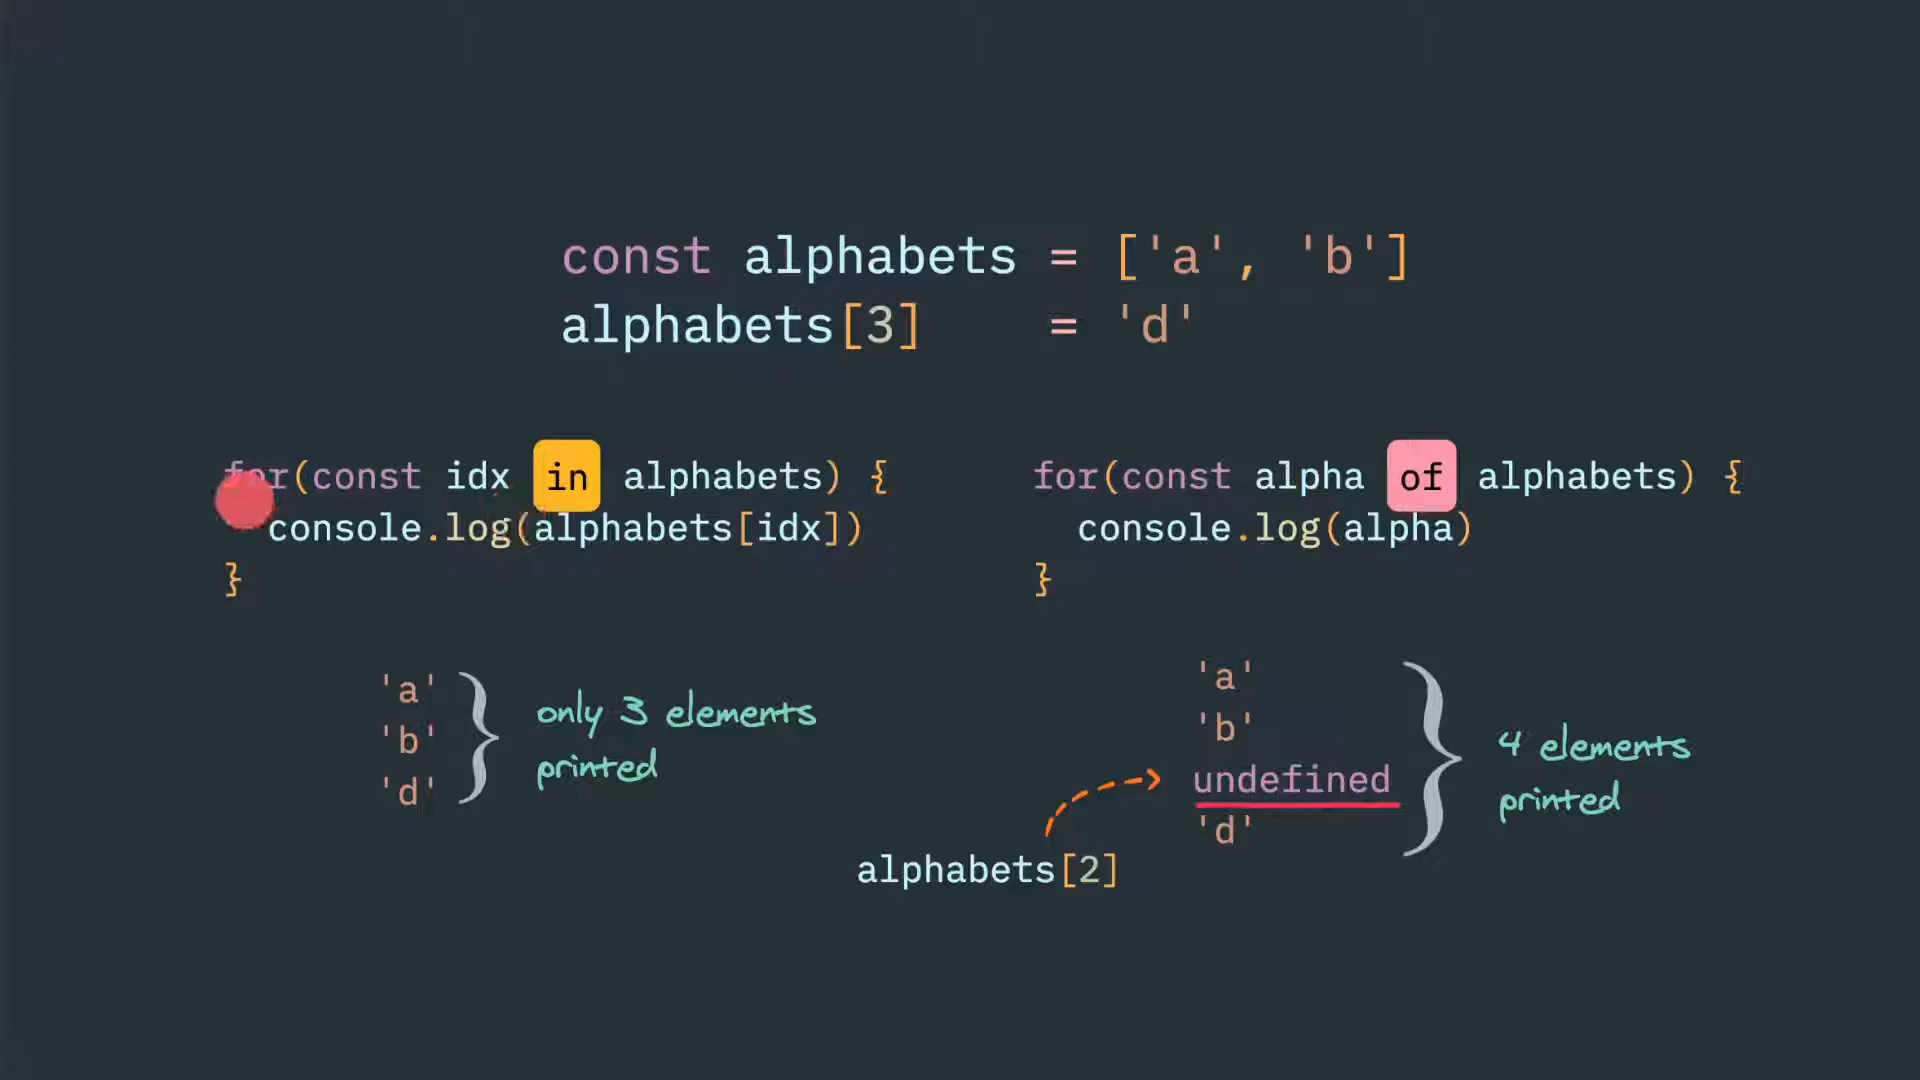 const alphabets = ['a', 'b']
alphabets[3] = 'd'
for(const idx in alphabets) {
console.log(alphabets[idx])
}
'a'
'b'
'd'
only 3 elements
printed
for(const alpha of alphabets) {
console.log(alpha)
}
'a'
'b'
undefined
'd'
4 elements
printed
alphabets[2]